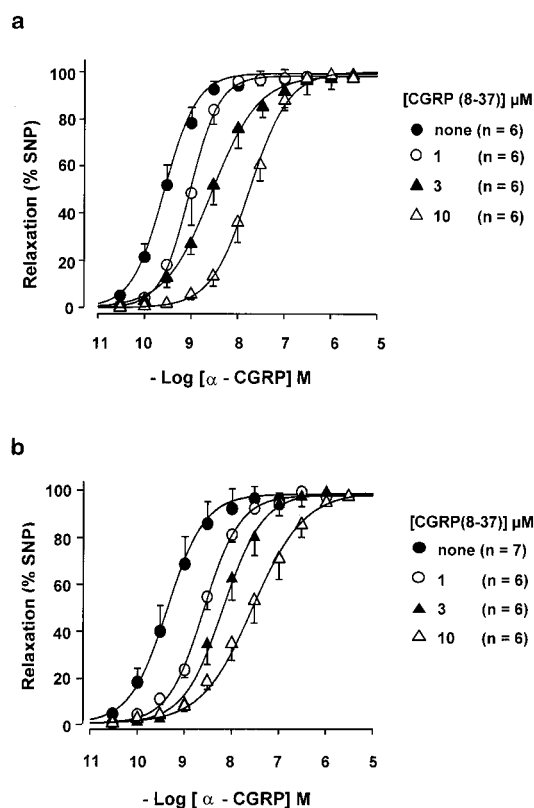 a
100
80
60
40
20
0
Relaxation (% SNP)
11 10 9 8 7 6 5
- Log [ α - CGRP] M
[CGRP (8-37)] µM
none (n = 6)
1 (n = 6)
3 (n = 6)
10 (n = 6)
b
100
80
60
40
20
0
Relaxation (% SNP)
11 10 9 8 7 6 5
- Log [ α - CGRP] M
[CGRP(8-37)] µM
none (n = 7)
1 (n = 6)
3 (n = 6)
10 (n = 6)